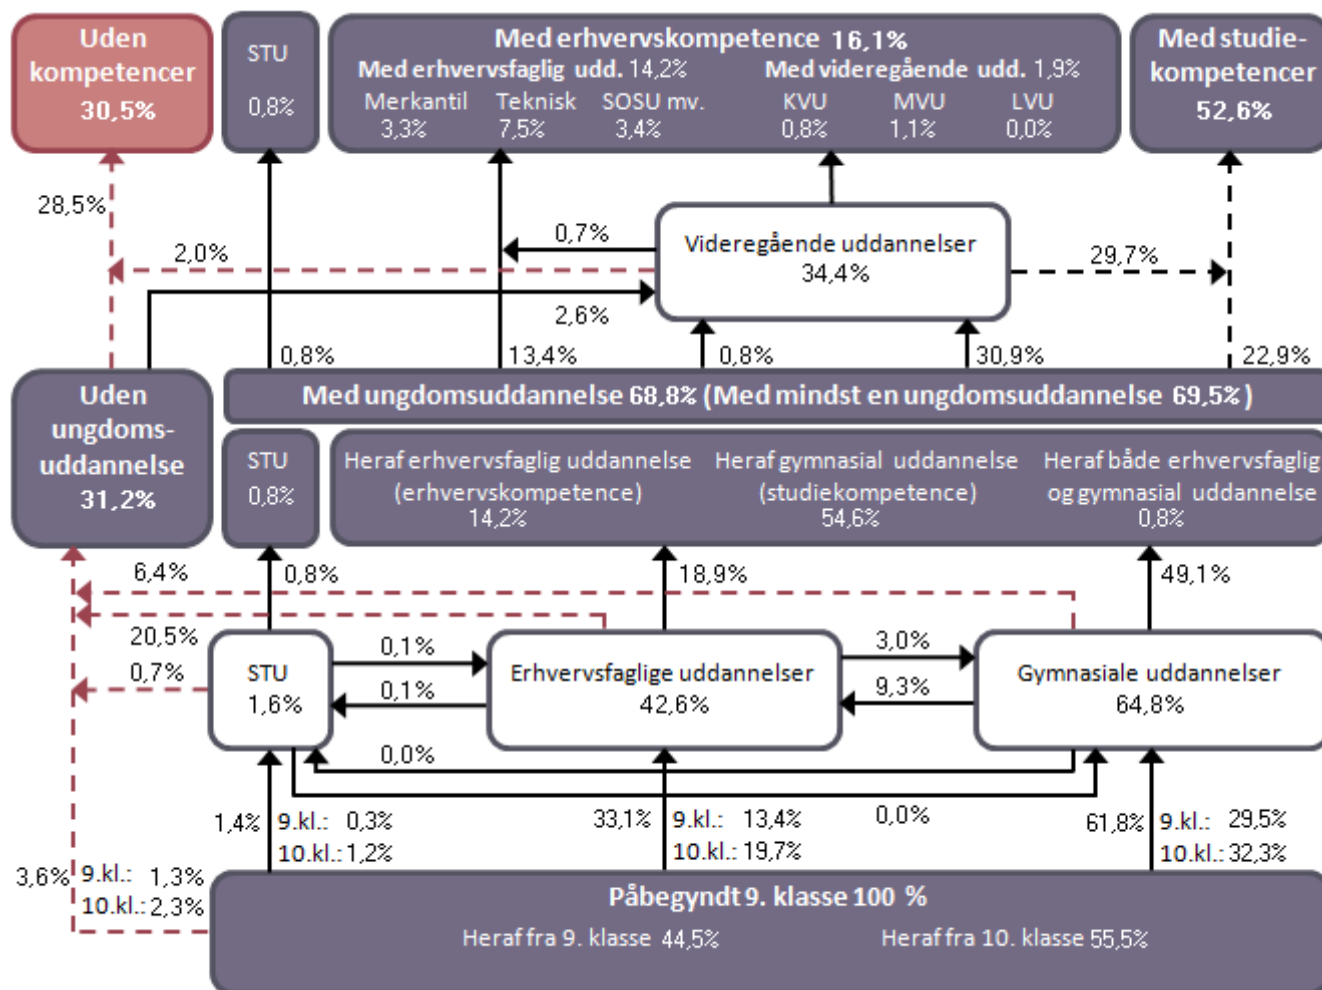 Uden
kompetencer
30,5%
STU
0,8%
Med erhvervskompetence 16,1%
Med erhvervsfaglig udd. 14,2%
Med videregående udd. 1,9%
Merkantil
3,3%
Teknisk
7,5%
SOSU mv.
3,4%
KVU
0,8%
MVU
1,1%
LVU
0,0%
Med studie-
kompetencer
52,6%
28,5%
2,0%
0,7%
Videregående uddannelser
34,4%
29,7%
2,6%
0,8%
13,4%
0,8%
30,9%
22,9%
Uden
ungdoms-
uddannelse
31,2%
Med ungdomsuddannelse 68,8% (Med mindst en ungdomsuddannelse 69,5%)
STU
0,8%
Heraf erhvervsfaglig uddannelse
(erhvervskompetence)
14,2%
Heraf gymnasial uddannelse
(studiekompetence)
54,6%
Heraf både erhvervsfaglig
og gymnasial uddannelse
0,8%
6,4%
0,8%
18,9%
49,1%
20,5%
0,7%
STU
1,6%
0,1%
0,1%
Erhvervsfaglige uddannelser
42,6%
3,0%
9,3%
Gymnasiale uddannelser
64,8%
0,0%
0,0%
1,4%
9.kl.: 0,3%
10.kl.: 1,2%
33,1%
9.kl.: 13,4%
10.kl.: 19,7%
61,8%
9.kl.: 29,5%
10.kl.: 32,3%
3,6%
9.kl.: 1,3%
10.kl.: 2,3%
Påbegyndt 9. klasse 100 %
Heraf fra 9. klasse 44,5%
Heraf fra 10. klasse 55,5%